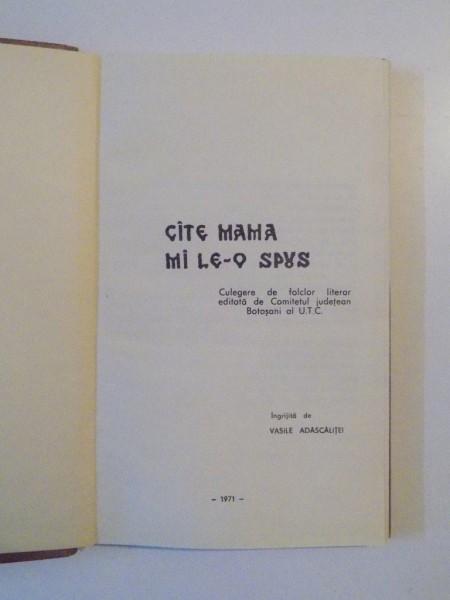 CÎTE MAMA
MI LE-O SPUS
Culegere de folclor literar
editată de Comitetul județean
Botoșani al U.T.C.
Îngrijită de
VASILE ADĂSCĂLIȚEI
– 1971 –